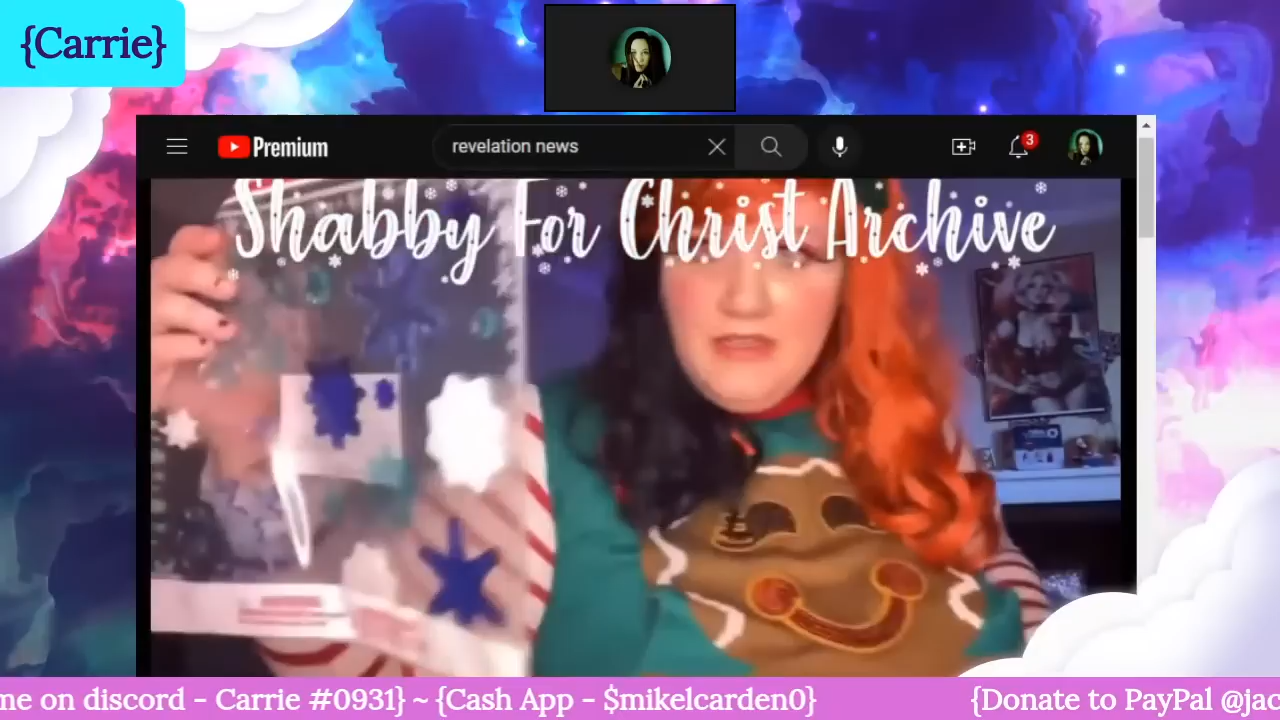 {Carrie}
Premium
revelation news
3
Shabby For Christ Archive
me on discord - Carrie #0931} ~ {Cash App - $mikelcarden0} {Donate to PayPal @jac